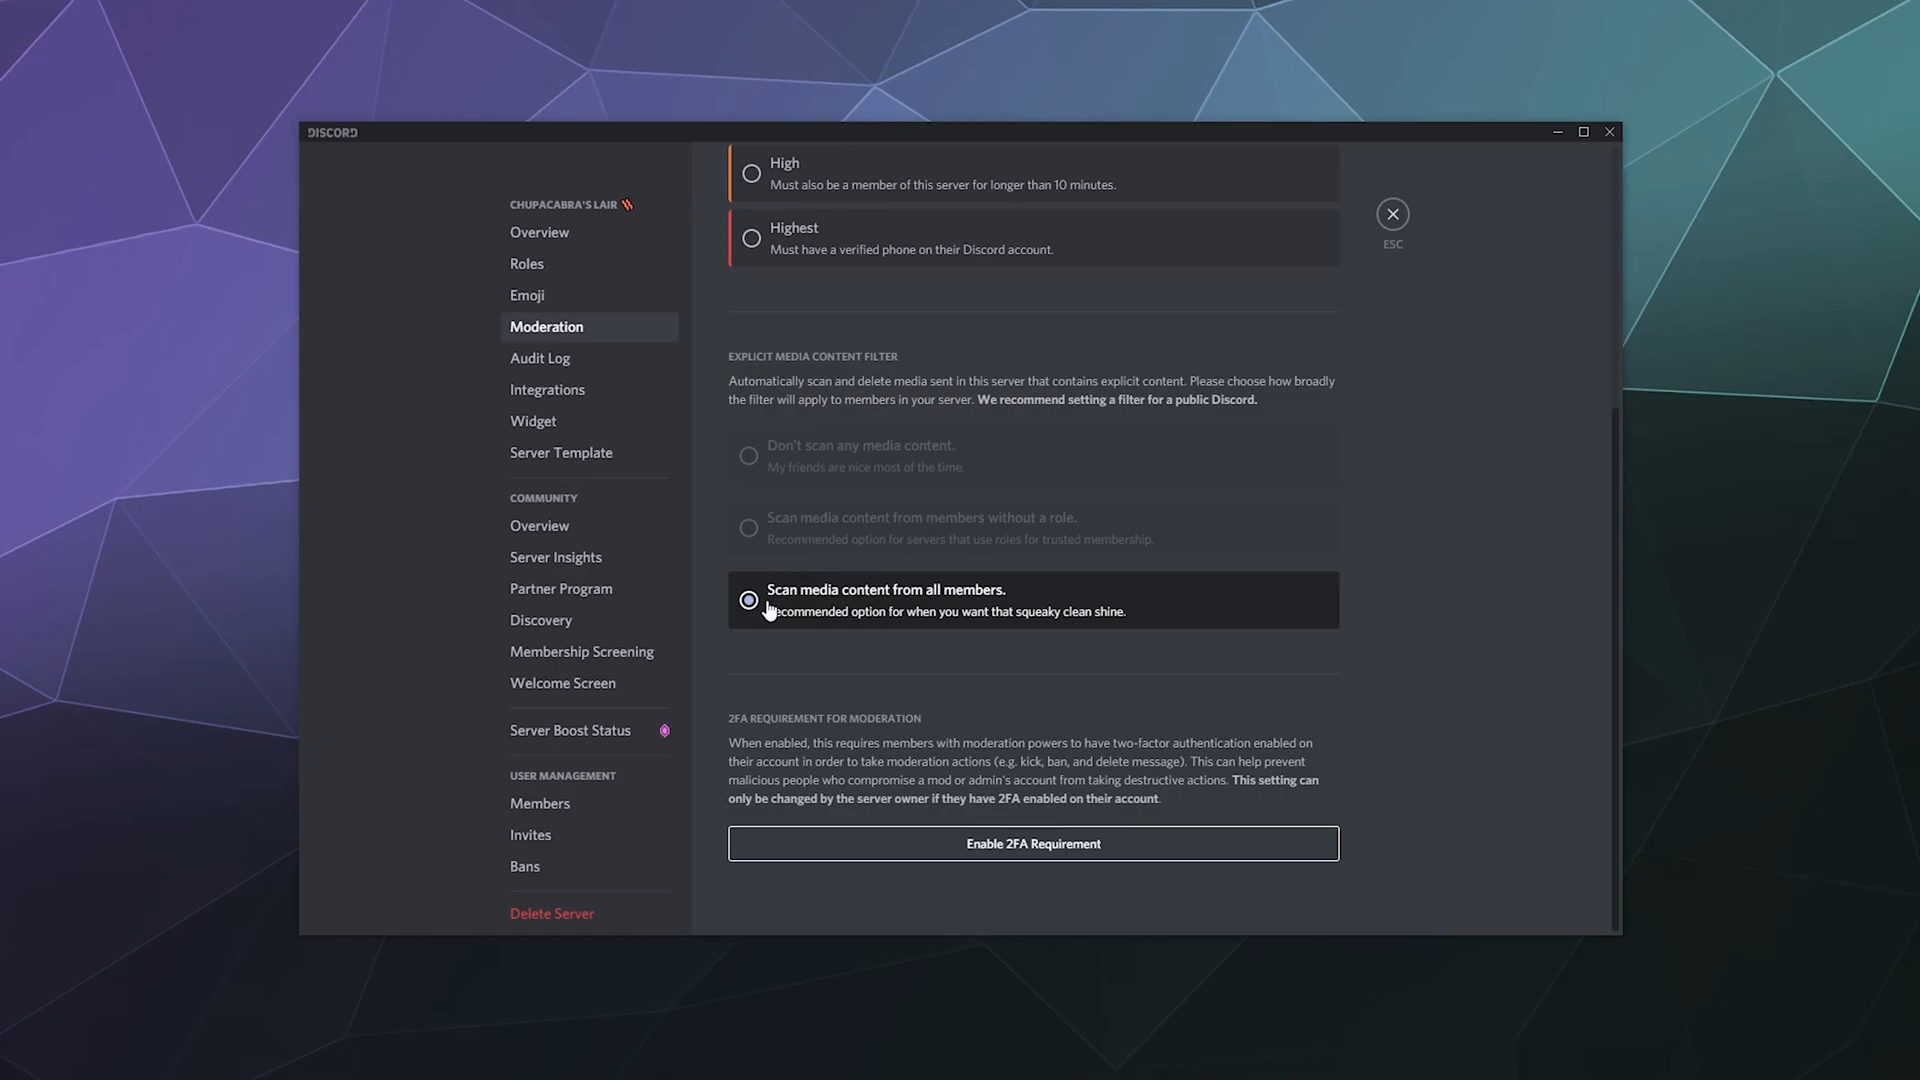 DISCORD
CHUPACABRA'S LAIR
Overview
Roles
Emoji
Moderation
Audit Log
Integrations
Widget
Server Template
COMMUNITY
Overview
Server Insights
Partner Program
Discovery
Membership Screening
Welcome Screen
Server Boost Status
USER MANAGEMENT
Members
Invites
Bans
Delete Server
High
Must also be a member of this server for longer than 10 minutes.
Highest
Must have a verified phone on their Discord account.
ESC
EXPLICIT MEDIA CONTENT FILTER
Automatically scan and delete media sent in this server that contains explicit content. Please choose how broadly
the filter will apply to members in your server. We recommend setting a filter for a public Discord.
Don't scan any media content.
My friends are nice most of the time.
Scan media content from members without a role.
Recommended option for servers that use roles for trusted membership.
Scan media content from all members.
Recommended option for when you want that squeaky clean shine.
2FA REQUIREMENT FOR MODERATION
When enabled, this requires members with moderation powers to have two-factor authentication enabled on
their account in order to take moderation actions (e.g. kick, ban, and delete message). This can help prevent
malicious people who compromise a mod or admin's account from taking destructive actions. This setting can
only be changed by the server owner if they have 2FA enabled on their account.
Enable 2FA Requirement